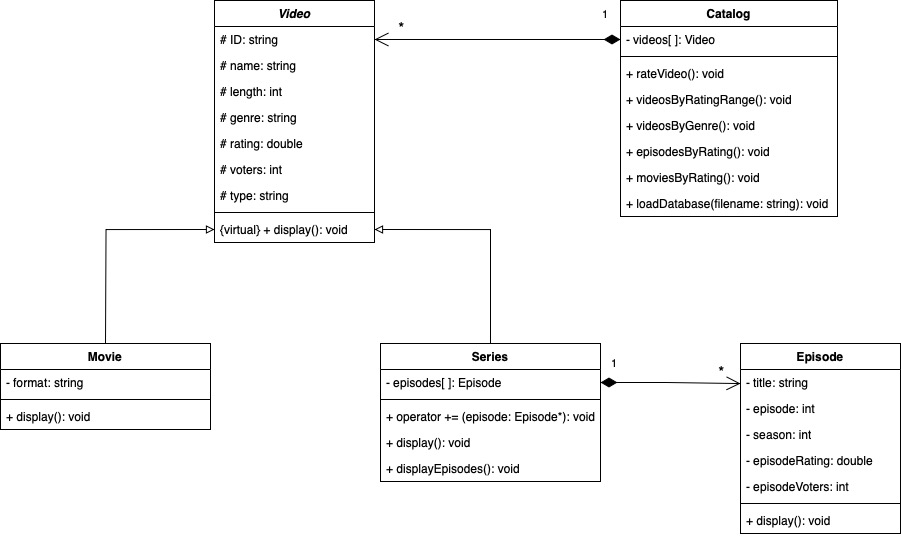 Video
# ID: string
# name: string
# length: int
# genre: string
# rating: double
# voters: int
# type: string
{virtual} + display(): void
*
1
Catalog
- videos[ ]: Video
+ rateVideo(): void
+ videosByRatingRange(): void
+ videosByGenre(): void
+ episodesByRating(): void
+ moviesByRating(): void
+ loadDatabase(filename: string): void
Movie
- format: string
+ display(): void
Series
- episodes[ ]: Episode
+ operator += (episode: Episode*): void
+ display(): void
+ displayEpisodes(): void
1
*
Episode
- title: string
- episode: int
- season: int
- episodeRating: double
- episodeVoters: int
+ display(): void